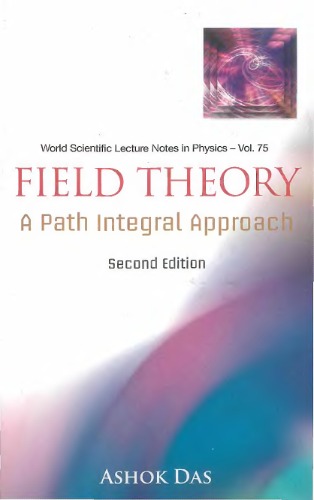 World Scientific Lecture Notes in Physics – Vol. 75
FIELD THEORY
A Path Integral Approach
Second Edition
ASHOK DAS